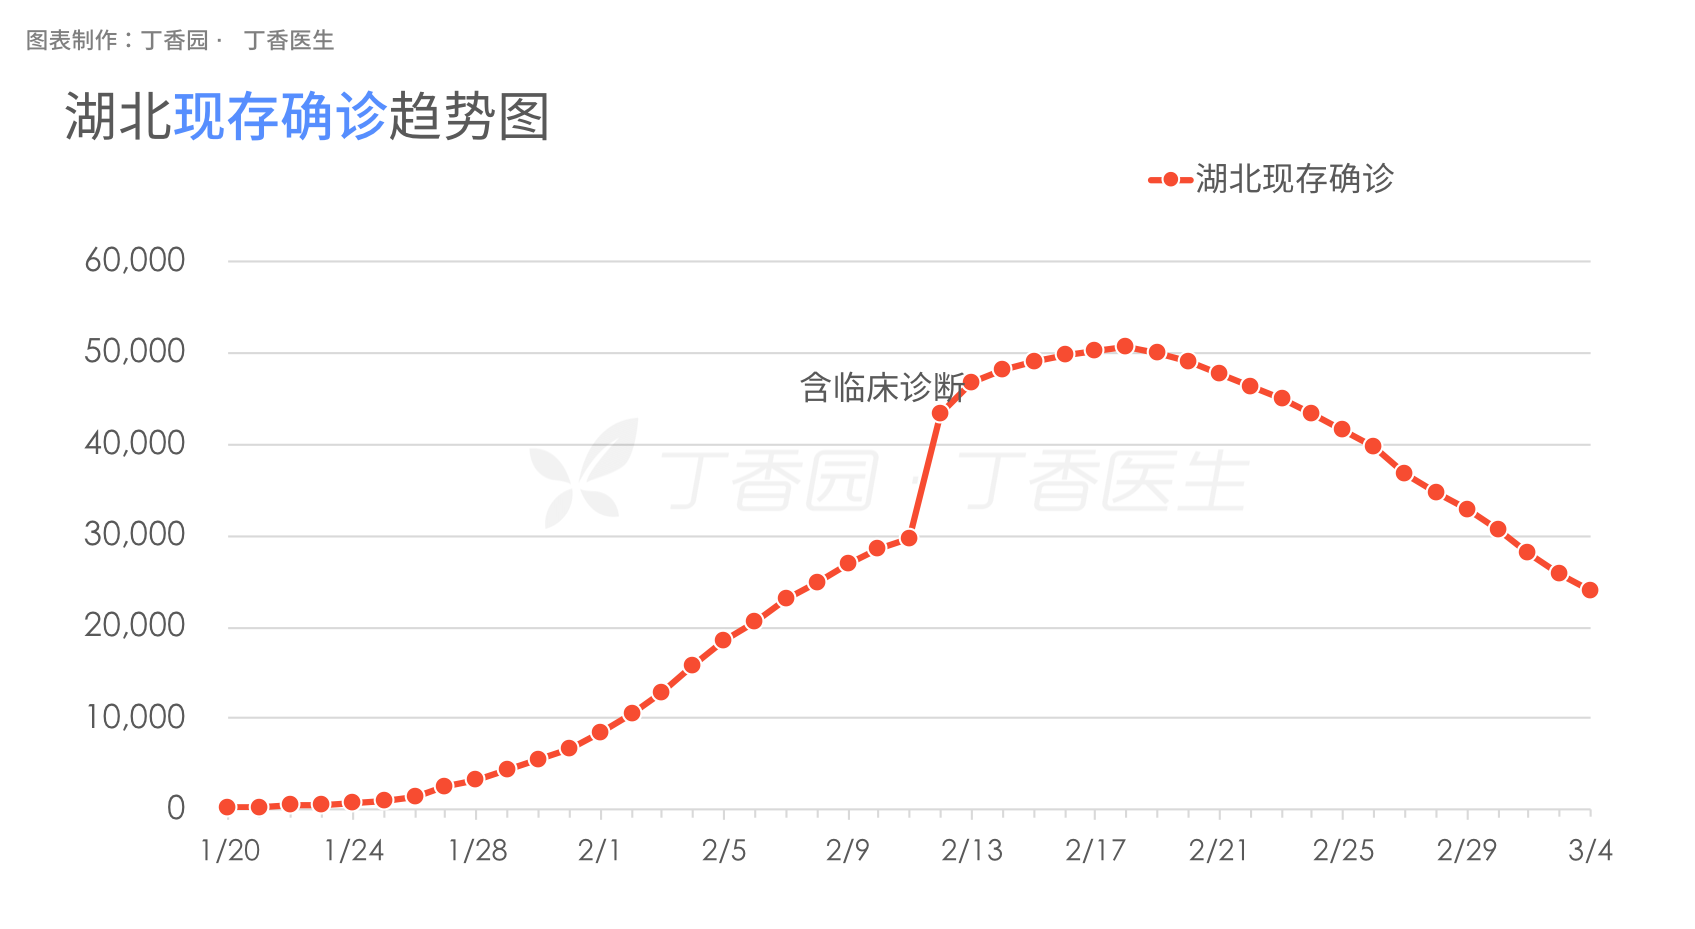 图表制作：丁香园 · 丁香医生
湖北现存确诊趋势图
湖北现存确诊
60,000
50,000
含临床诊断
40,000
丁香园 · 丁香医生
30,000
20,000
10,000
0
1/20 1/24 1/28 2/1 2/5 2/9 2/13 2/17 2/21 2/25 2/29 3/4